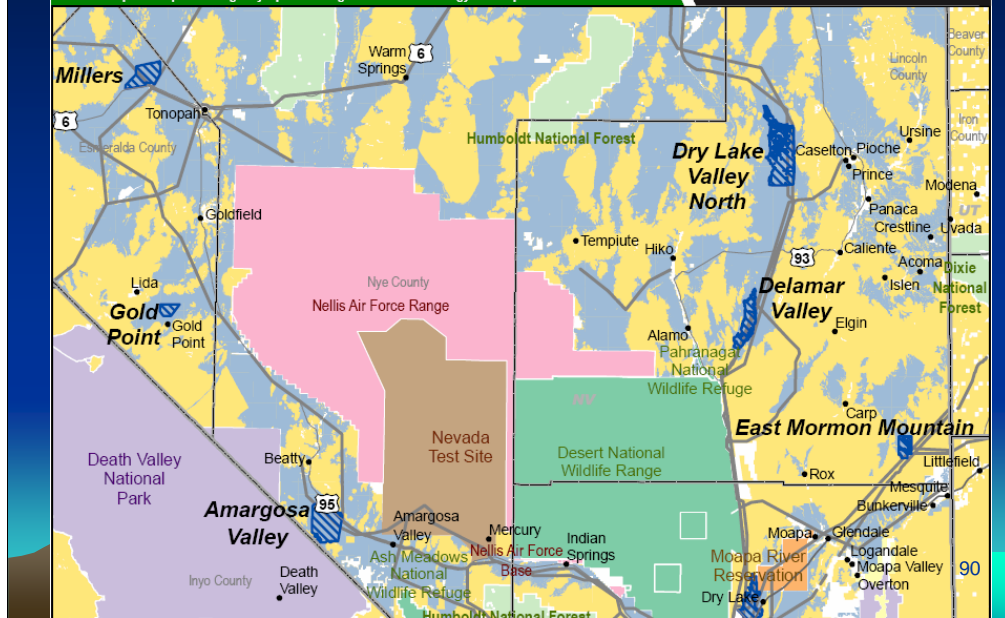 Beaver
County
Warm
Springs
6
Millers
Lincoln
County
6
Tonopah
Iron
County
Esmeralda County
Humboldt National Forest
Ursine
Dry Lake
Valley
North
Caselton
Pioche
Prince
Modena
Panaca
UT
Goldfield
Crestline
Uvada
Tempiute
Hiko
93
Caliente
Acoma
Dixie
National
Forest
Nye County
Islen
Lida
Nellis Air Force Range
Delamar
Valley
Gold
Point
Gold
Point
Elgin
Alamo
Pahranagat
National
Wildlife Refuge
NV
Carp
East Mormon Mountain
Nevada
Test Site
Desert National
Wildlife Range
Death Valley
National
Park
Beatty
Littlefield
Rox
Mesquite
Bunkerville
95
Amargosa
Valley
Amargosa
Valley
Mercury
Indian
Springs
Moapa
Glendale
Nellis Air Force
Base
Ash Meadows
National
Wildlife Refuge
Moapa River
Reservation
Logandale
Moapa Valley
Overton
90
Inyo County
Death
Valley
Dry Lake
Humboldt National Forest